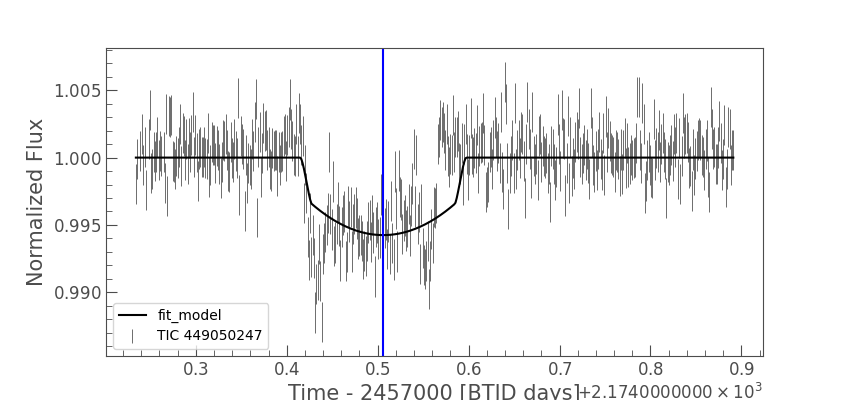 1.005
1.000
0.995
0.990
Normalized Flux
fit_model
TIC 449050247
0.3 0.4 0.5 0.6 0.7 0.8 0.9
Time - 2457000 [BTJD days]
+2.1740000000 × 10³